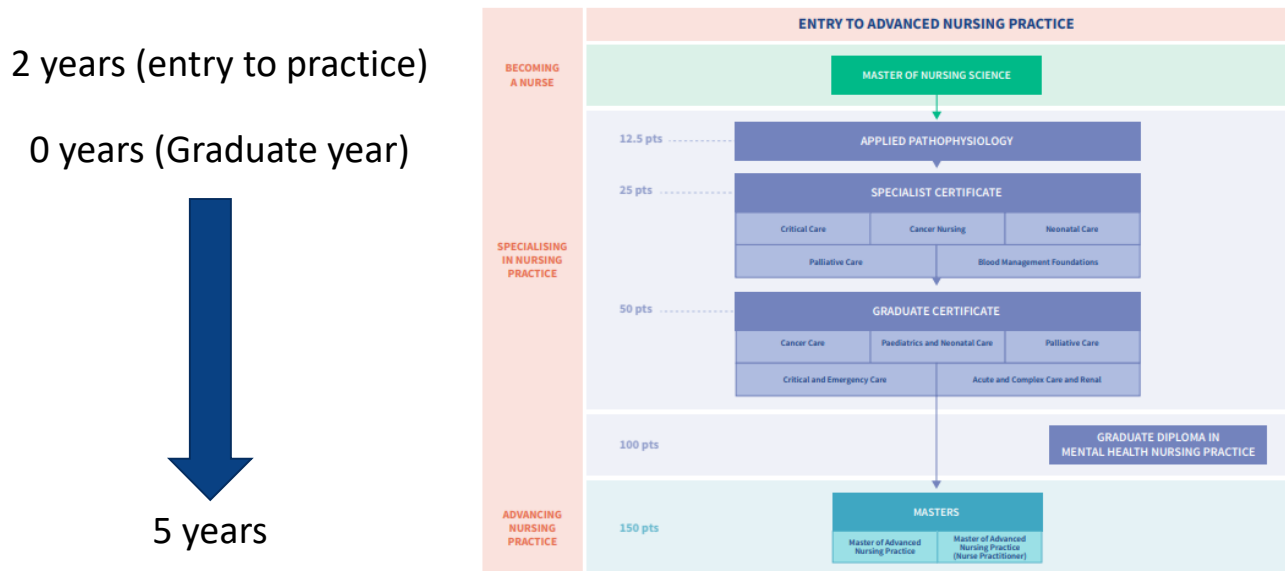 2 years (entry to practice)
0 years (Graduate year)
5 years
ENTRY TO ADVANCED NURSING PRACTICE
BECOMING
A NURSE
MASTER OF NURSING SCIENCE
SPECIALISING
IN NURSING
PRACTICE
12.5 pts
APPLIED PATHOPHYSIOLOGY
25 pts
SPECIALIST CERTIFICATE
Critical Care
Cancer Nursing
Neonatal Care
Palliative Care
Blood Management Foundations
50 pts
GRADUATE CERTIFICATE
Cancer Care
Paediatrics and Neonatal Care
Palliative Care
Critical and Emergency Care
Acute and Complex Care and Renal
100 pts
GRADUATE DIPLOMA IN
MENTAL HEALTH NURSING PRACTICE
ADVANCING
NURSING
PRACTICE
150 pts
MASTERS
Master of Advanced
Nursing Practice
Master of Advanced
Nursing Practice
(Nurse Practitioner)